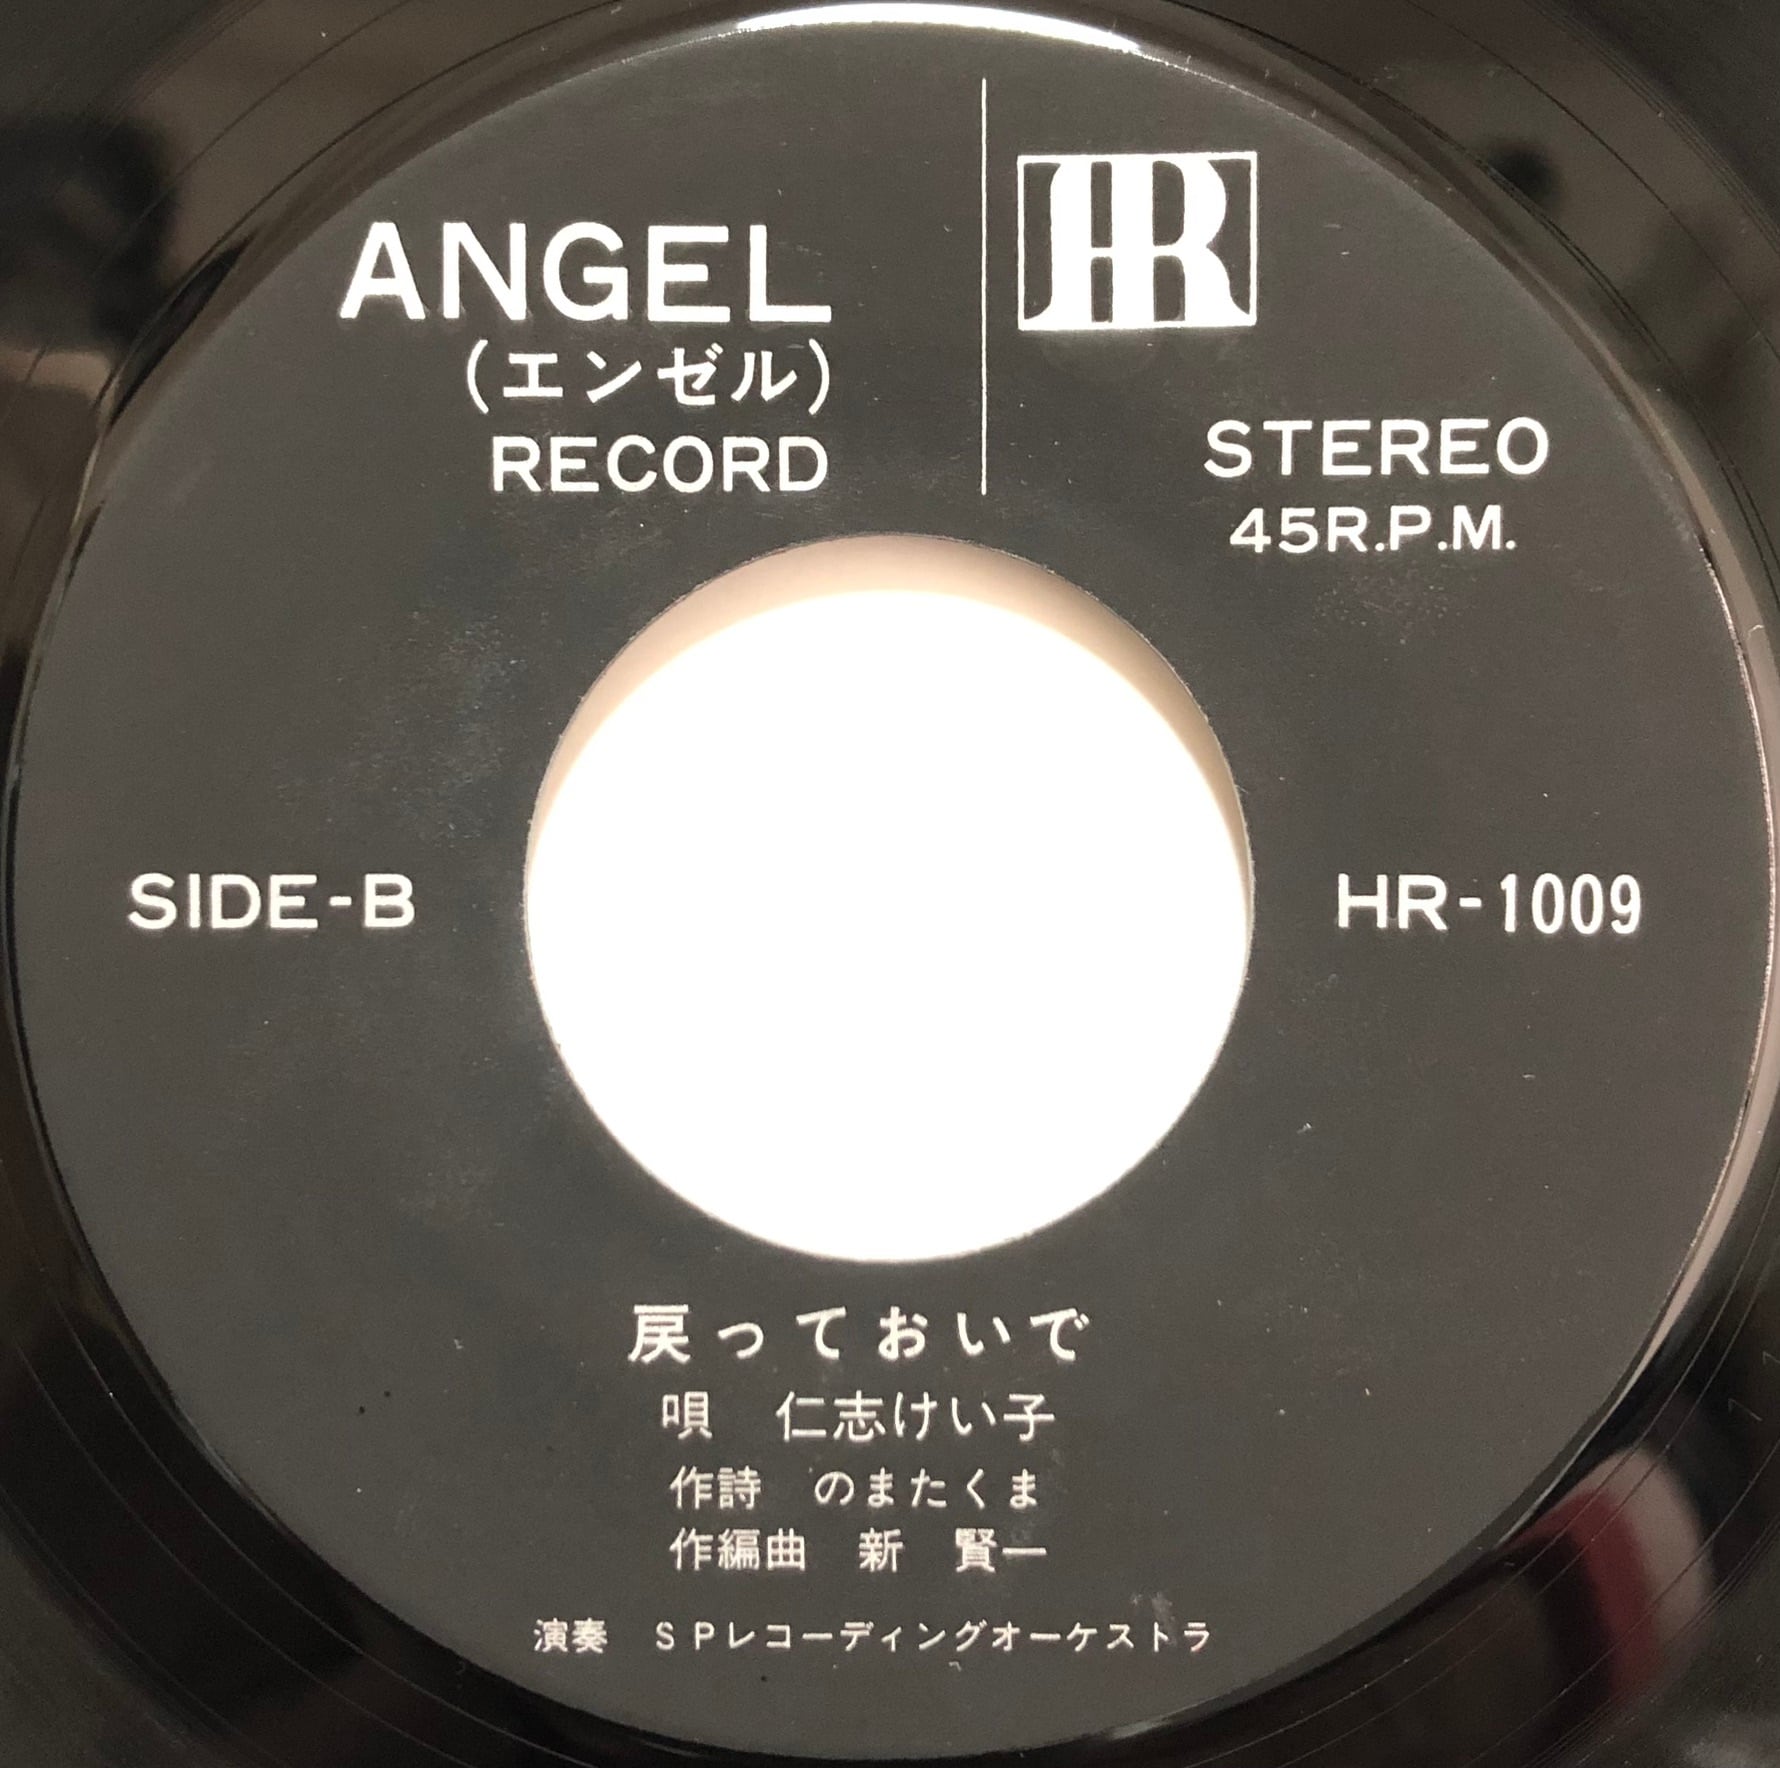 ANGEL
(エンゼル)
RECORD
HR
STEREO
45R.P.M.
SIDE-B
HR-1009
戻っておいで
唄 仁志けい子
作詩 のまたくま
作編曲 新 賢一
演奏 SPレコーディングオーケストラ